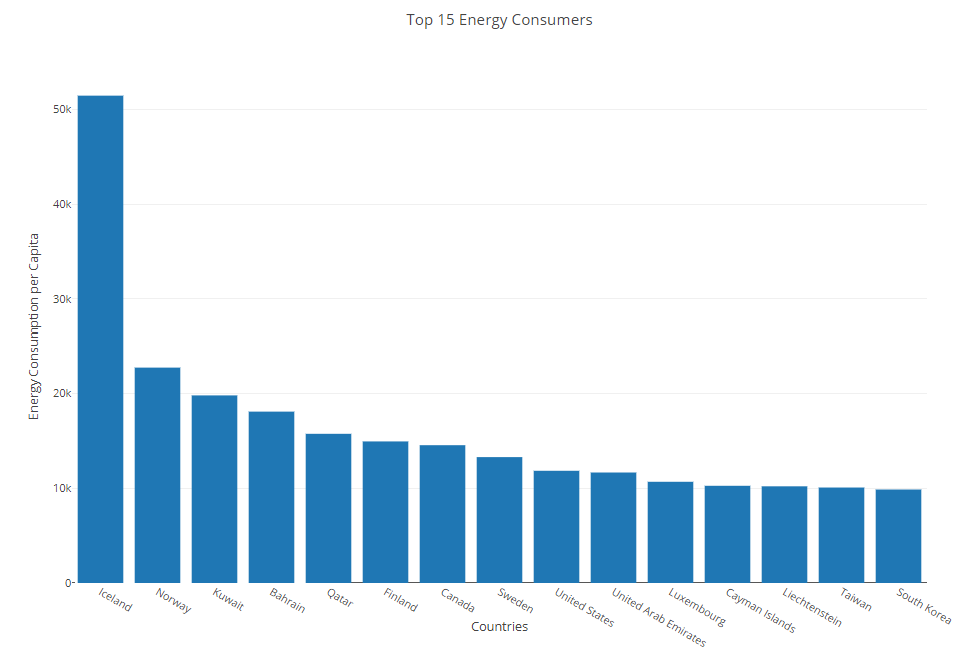 Top 15 Energy Consumers
Energy Consumption per Capita
50k
40k
30k
20k
10k
0
Iceland
Norway
Kuwait
Bahrain
Qatar
Finland
Canada
Sweden
United States
United Arab Emirates
Luxembourg
Cayman Islands
Liechtenstein
Taiwan
South Korea
Countries